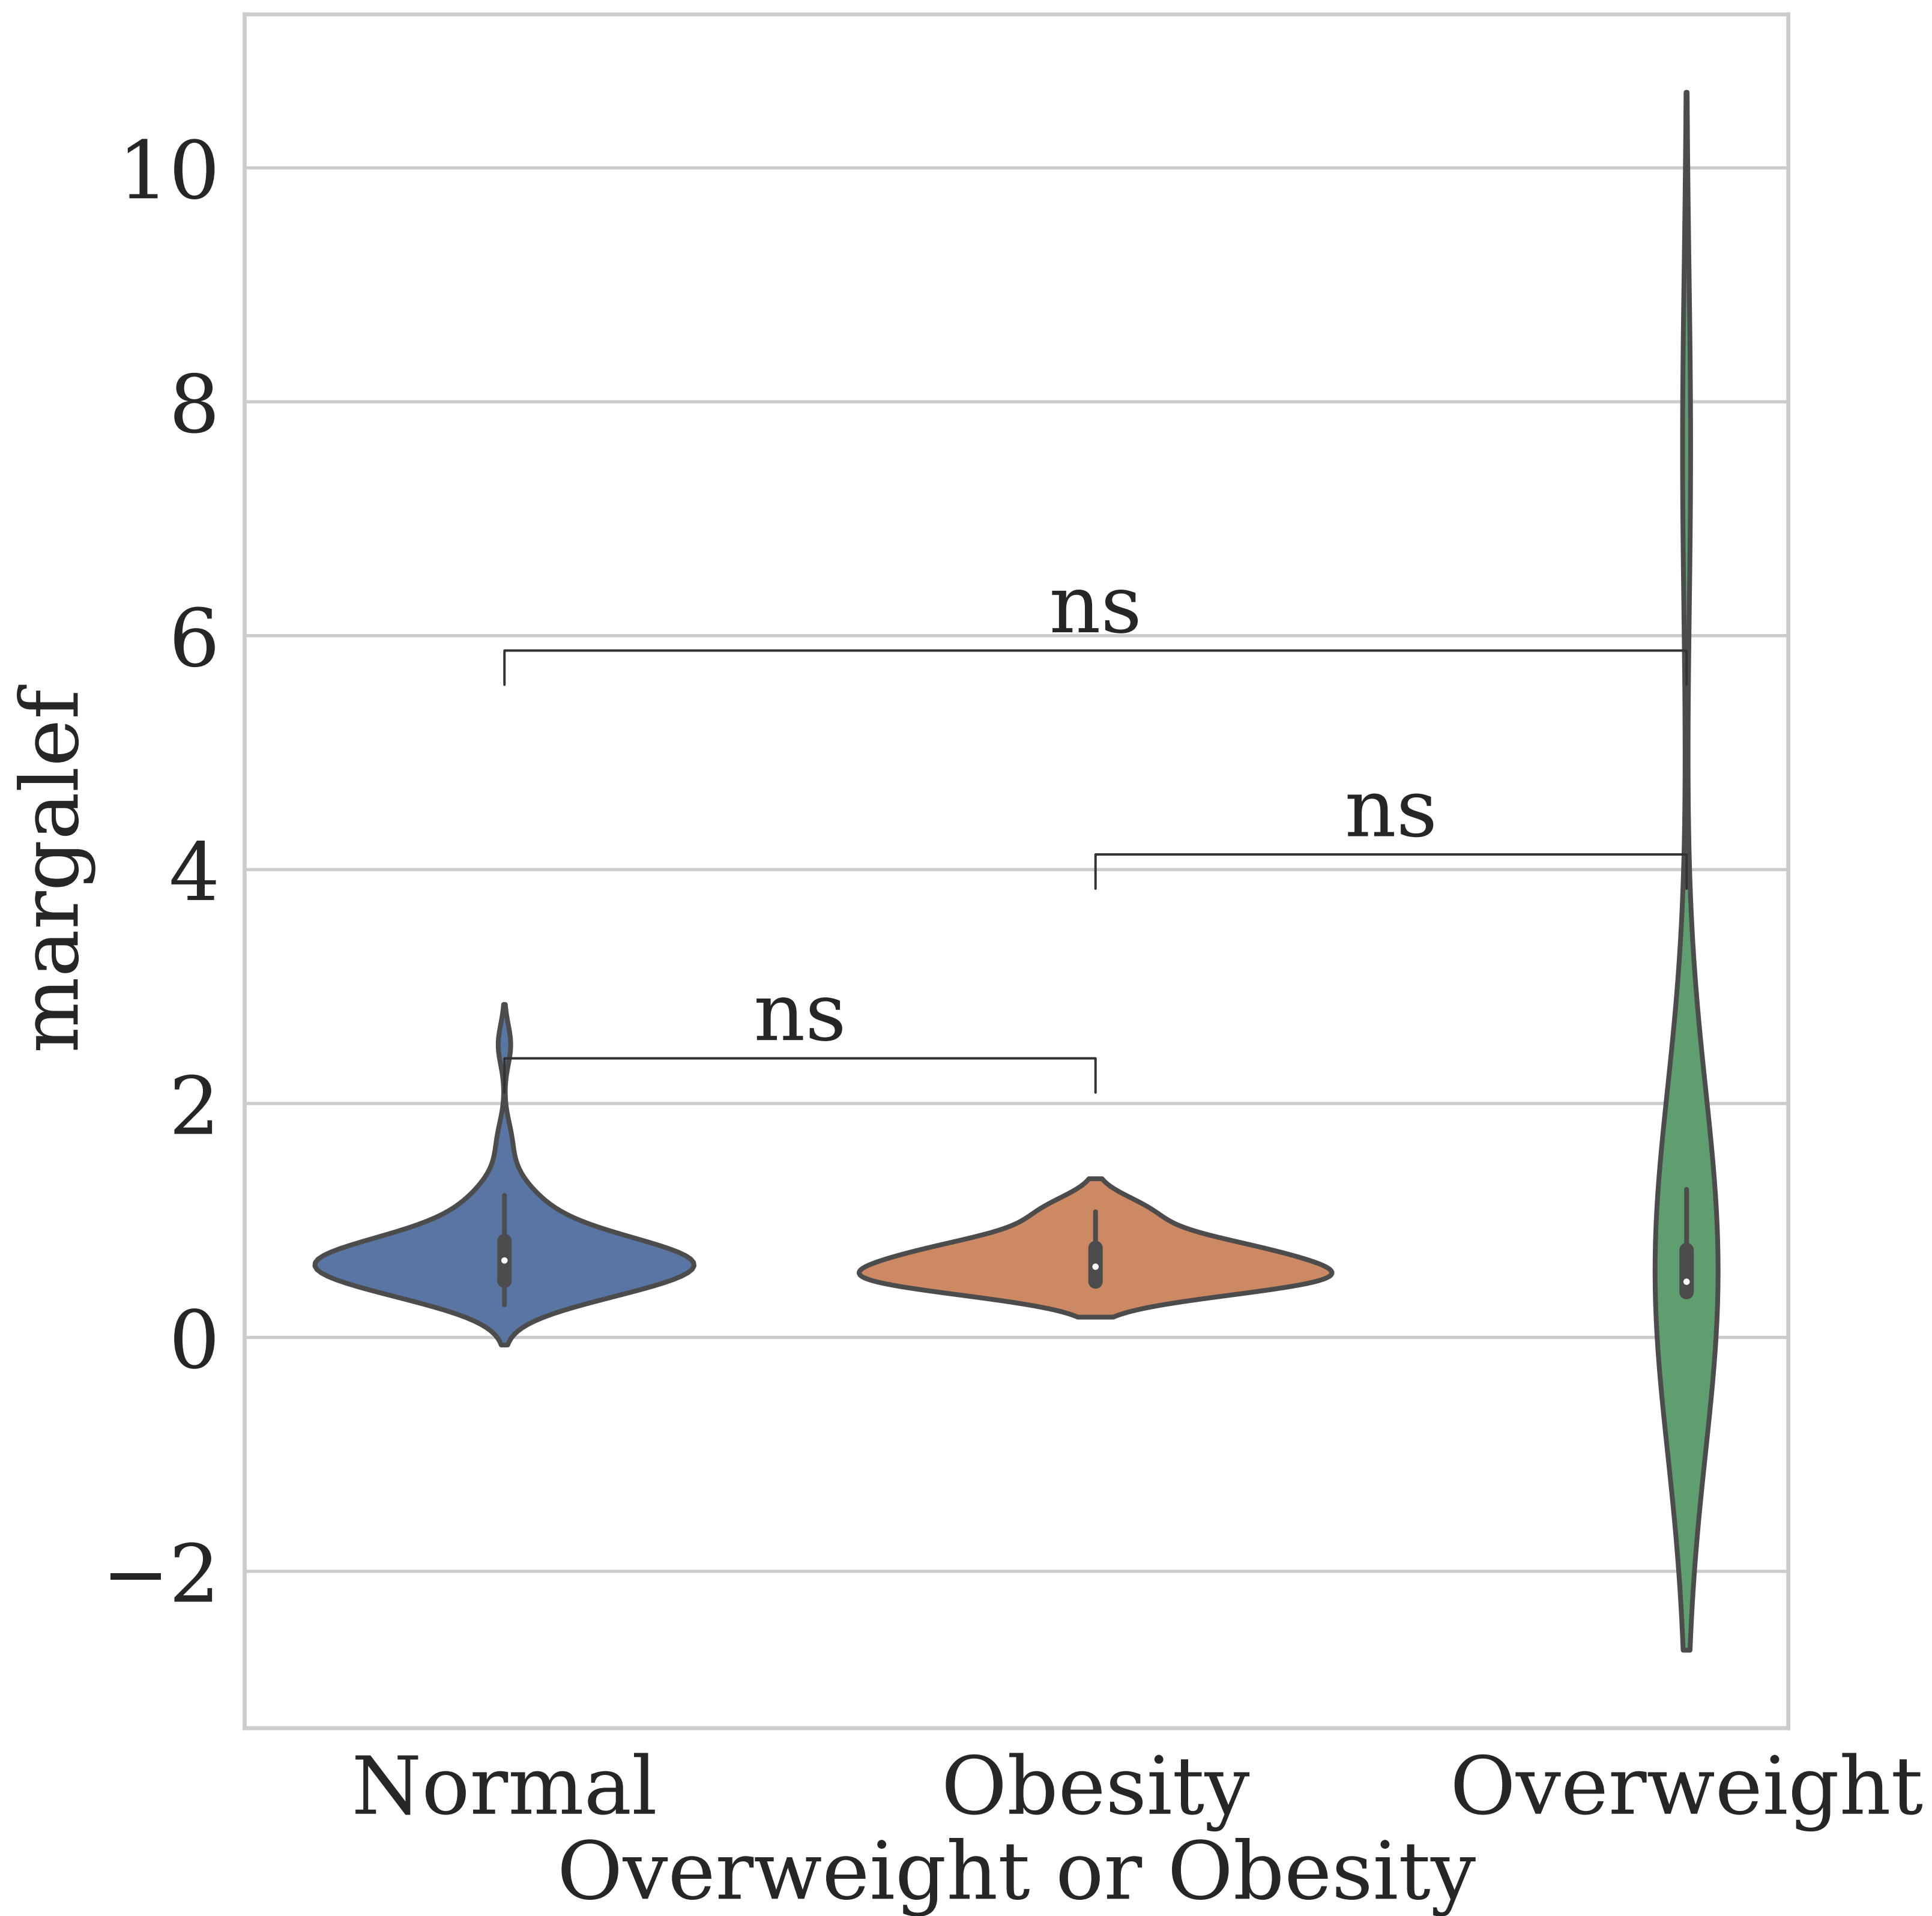 10
8
6
4
2
0
−2
margalef
ns
ns
ns
Normal Obesity Overweight
Overweight or Obesity